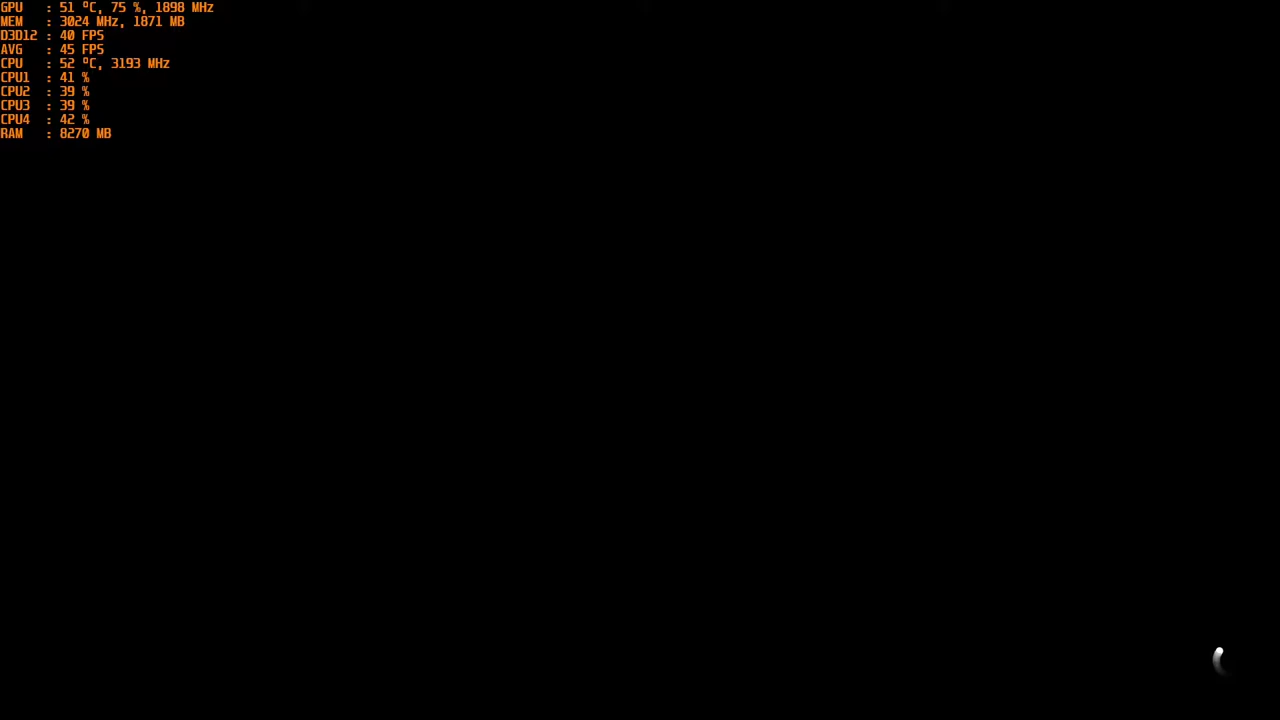 GPU : 51 °C, 75 %, 1898 MHz
MEM : 3024 MHz, 1871 MB
D3D12 : 40 FPS
AVG : 45 FPS
CPU : 52 °C, 3193 MHz
CPU1 : 41 %
CPU2 : 39 %
CPU3 : 39 %
CPU4 : 42 %
RAM : 8270 MB